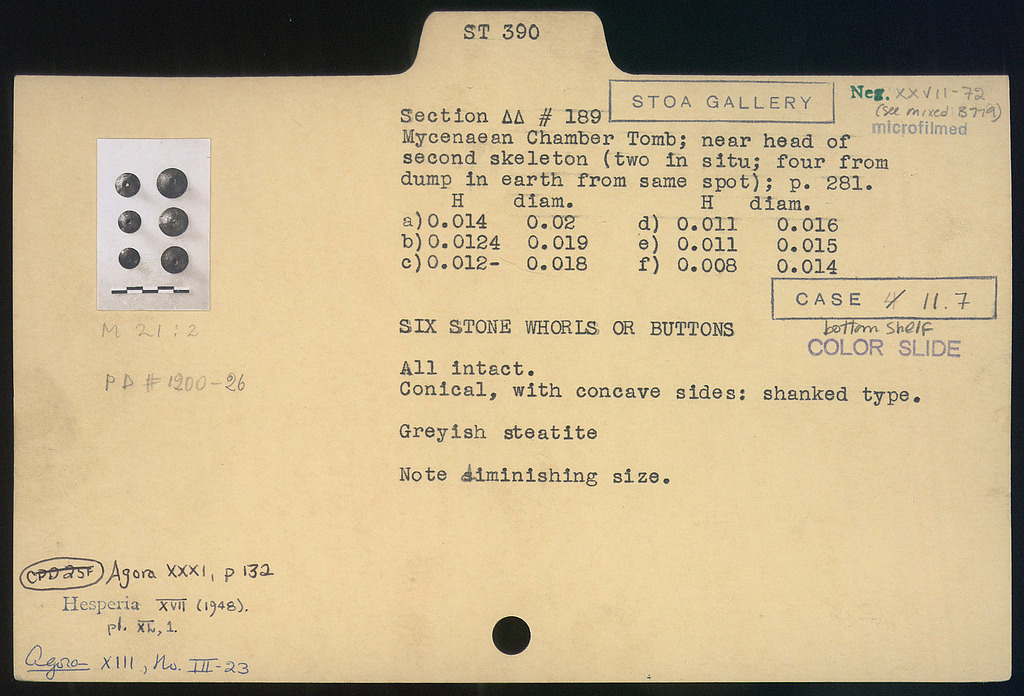 ST 390
STOA GALLERY
Neg. XXVII-72
(see mixed B779)
microfilmed
Section ΔΔ # 189
Mycenaean Chamber Tomb; near head of
second skeleton (two in situ; four from
dump in earth from same spot); p. 281.
H diam. H diam.
a)0.014 0.02 d) 0.011 0.016
b)0.0124 0.019 e) 0.011 0.015
c)0.012- 0.018 f) 0.008 0.014
CASE 4/ 11.7
bottom shelf
COLOR SLIDE
M 21:2
PD # 1200-26
SIX STONE WHORLS OR BUTTONS
All intact.
Conical, with concave sides: shanked type.
Greyish steatite
Note diminishing size.
CPD 25F Agora XXXI, p 132
Hesperia XVII (1948).
pl. XL, 1.
Agora XIII, No. III-23